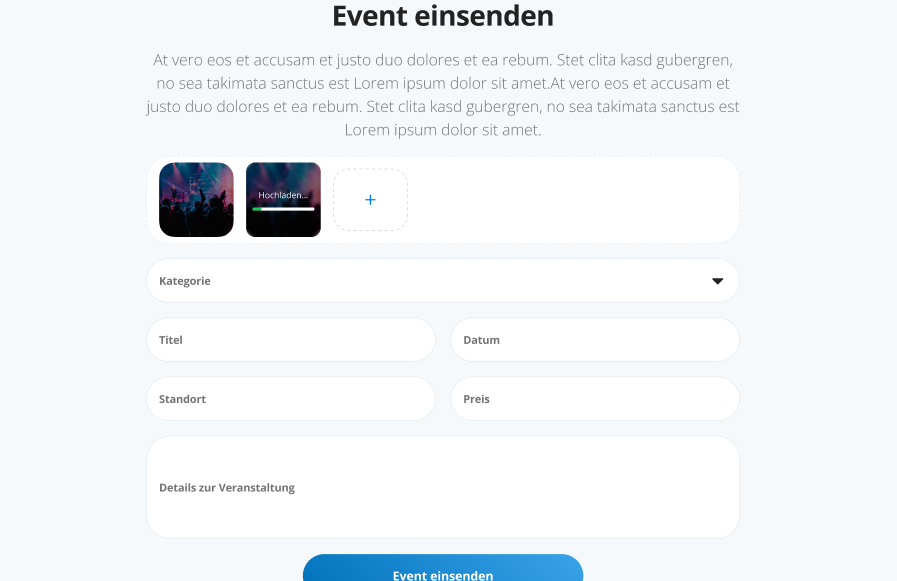 Event einsenden
At vero eos et accusam et justo duo dolores et ea rebum. Stet clita kasd gubergren,
no sea takimata sanctus est Lorem ipsum dolor sit amet.At vero eos et accusam et
justo duo dolores et ea rebum. Stet clita kasd gubergren, no sea takimata sanctus est
Lorem ipsum dolor sit amet.
Hochladen...
+
Kategorie
Titel
Datum
Standort
Preis
Details zur Veranstaltung
Event einsenden